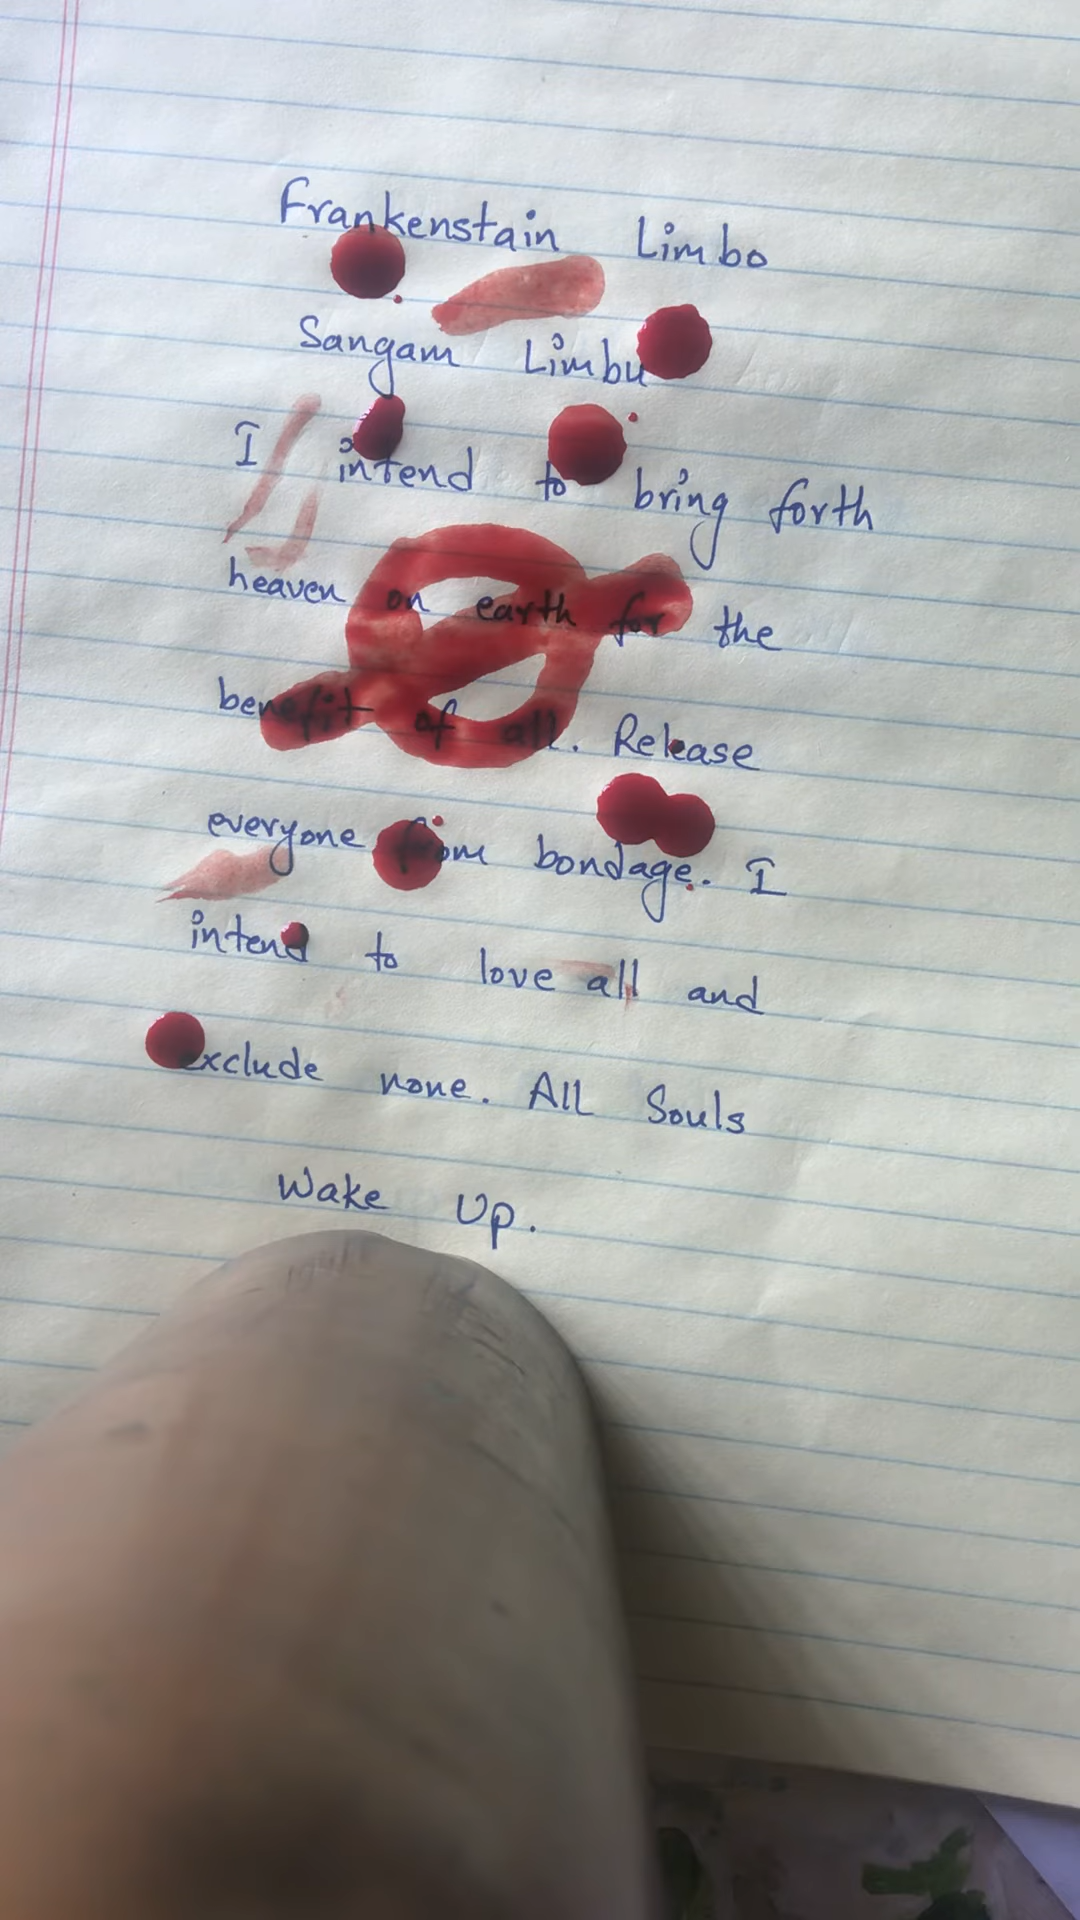 Frankenstain Limbo
Sangam Limbu
I intend to bring forth
heaven on earth for the
benefit of all. Release
everyone from bondage. I
intend to love all and
exclude none. All Souls
Wake Up.